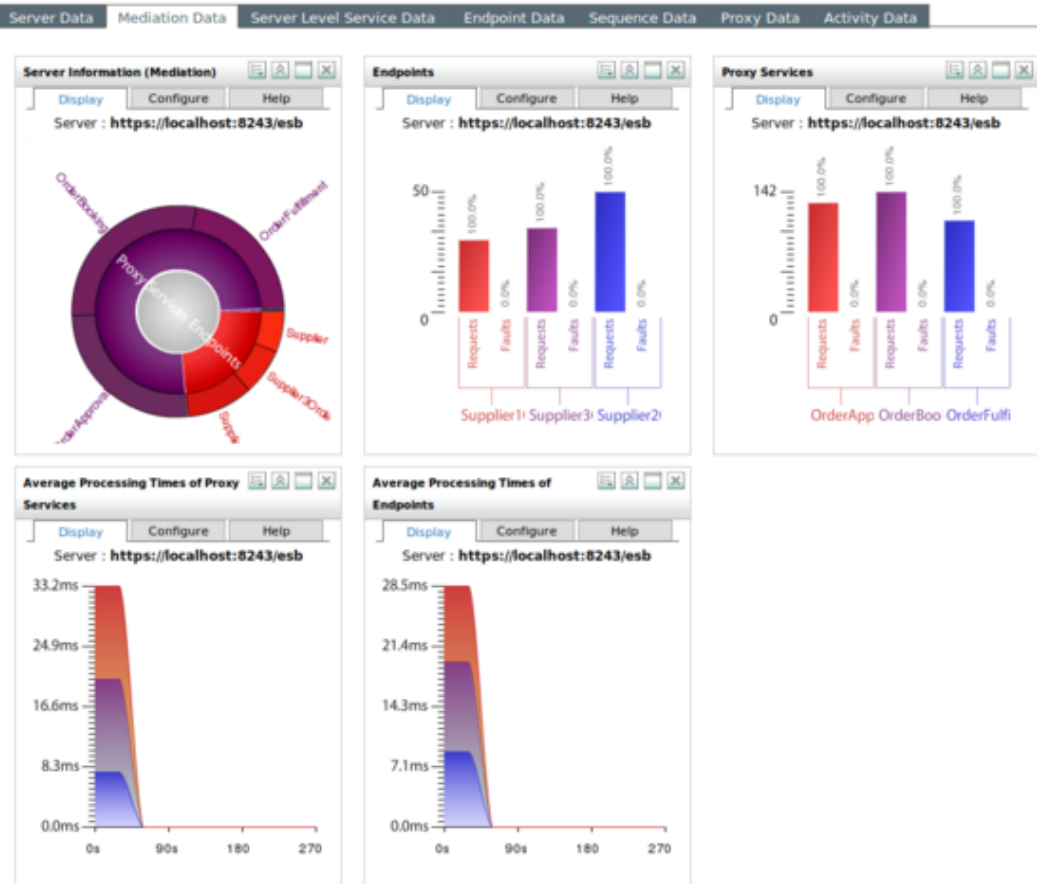 Server Data Mediation Data Server Level Service Data Endpoint Data Sequence Data Proxy Data Activity Data
Server Information (Mediation)
Display Configure Help
Server : https://localhost:8243/esb
OrderBooking
OrderFulfilment
Proxy Services Endpoints
Supplier
Supplier3Orde
Suppli
rderApprova
Endpoints
Display Configure Help
Server : https://localhost:8243/esb
50
0
100.0%
0.0%
100.0%
0.0%
100.0%
0.0%
Requests
Faults
Requests
Faults
Requests
Faults
Supplier1 Supplier3 Supplier2
Proxy Services
Display Configure Help
Server : https://localhost:8243/esb
142
0
100.0%
0.0%
100.0%
0.0%
100.0%
0.0%
Requests
Faults
Requests
Faults
Requests
Faults
OrderApp OrderBoo OrderFulfi
Average Processing Times of Proxy
Services
Display Configure Help
Server : https://localhost:8243/esb
33.2ms
24.9ms
16.6ms
8.3ms
0.0ms
0s 90s 180 270
Average Processing Times of
Endpoints
Display Configure Help
Server : https://localhost:8243/esb
28.5ms
21.4ms
14.3ms
7.1ms
0.0ms
0s 90s 180 270